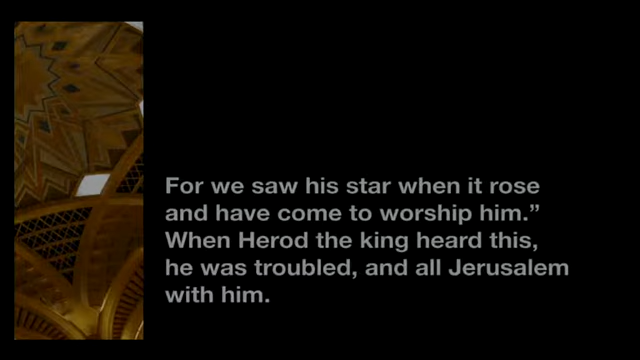 For we saw his star when it rose
and have come to worship him.”
When Herod the king heard this,
he was troubled, and all Jerusalem
with him.